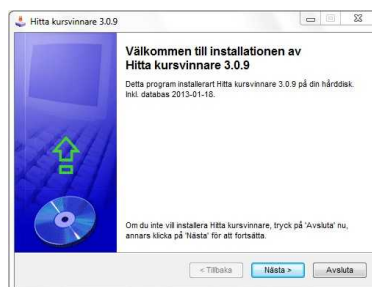 Hitta kursvinnare 3.0.9
Välkommen till installationen av
Hitta kursvinnare 3.0.9
Detta program installerart Hitta kursvinnare 3.0.9 på din hårddisk.
Inkl. databas 2013-01-18.
Om du inte vill installera Hitta kursvinnare, tryck på 'Avsluta' nu,
annars klicka på 'Nästa' för att fortsätta.
< Tillbaka Nästa > Avsluta